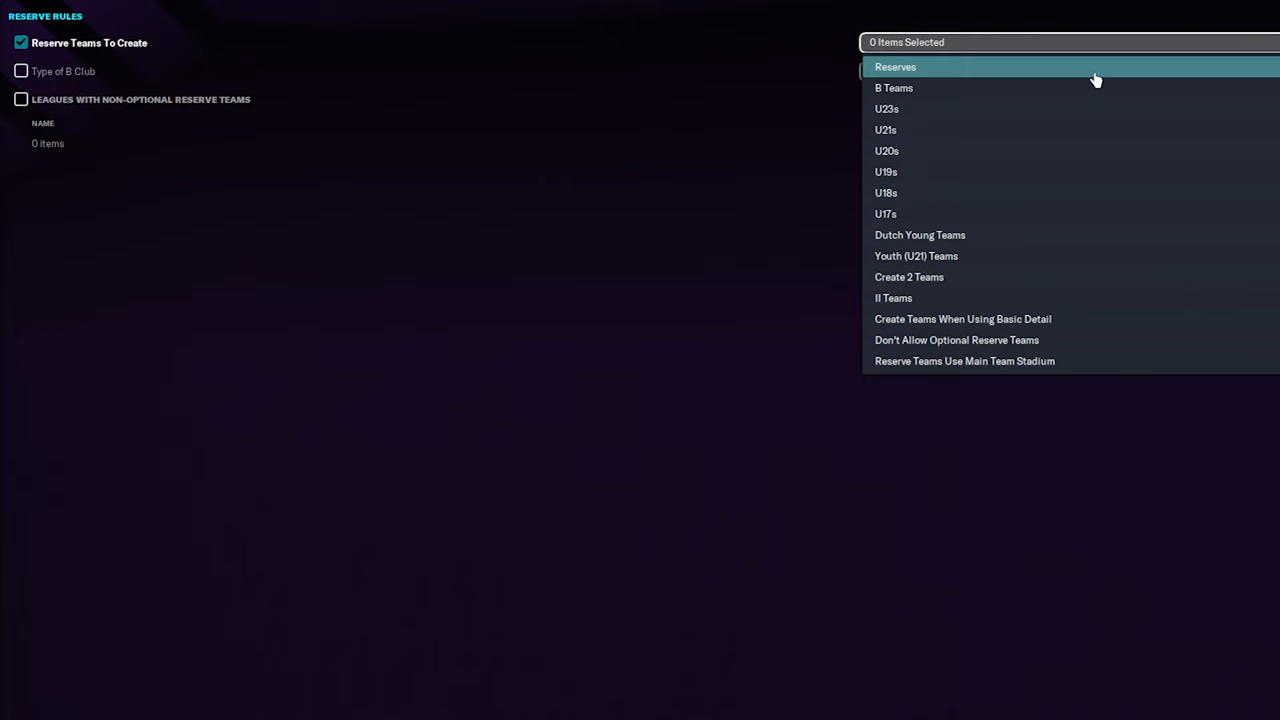 RESERVE RULES
Reserve Teams To Create
0 Items Selected
Reserves
Type of B Club
B Teams
LEAGUES WITH NON-OPTIONAL RESERVE TEAMS
U23s
NAME
U21s
0 items
U20s
U19s
U18s
U17s
Dutch Young Teams
Youth (U21) Teams
Create 2 Teams
II Teams
Create Teams When Using Basic Detail
Don't Allow Optional Reserve Teams
Reserve Teams Use Main Team Stadium